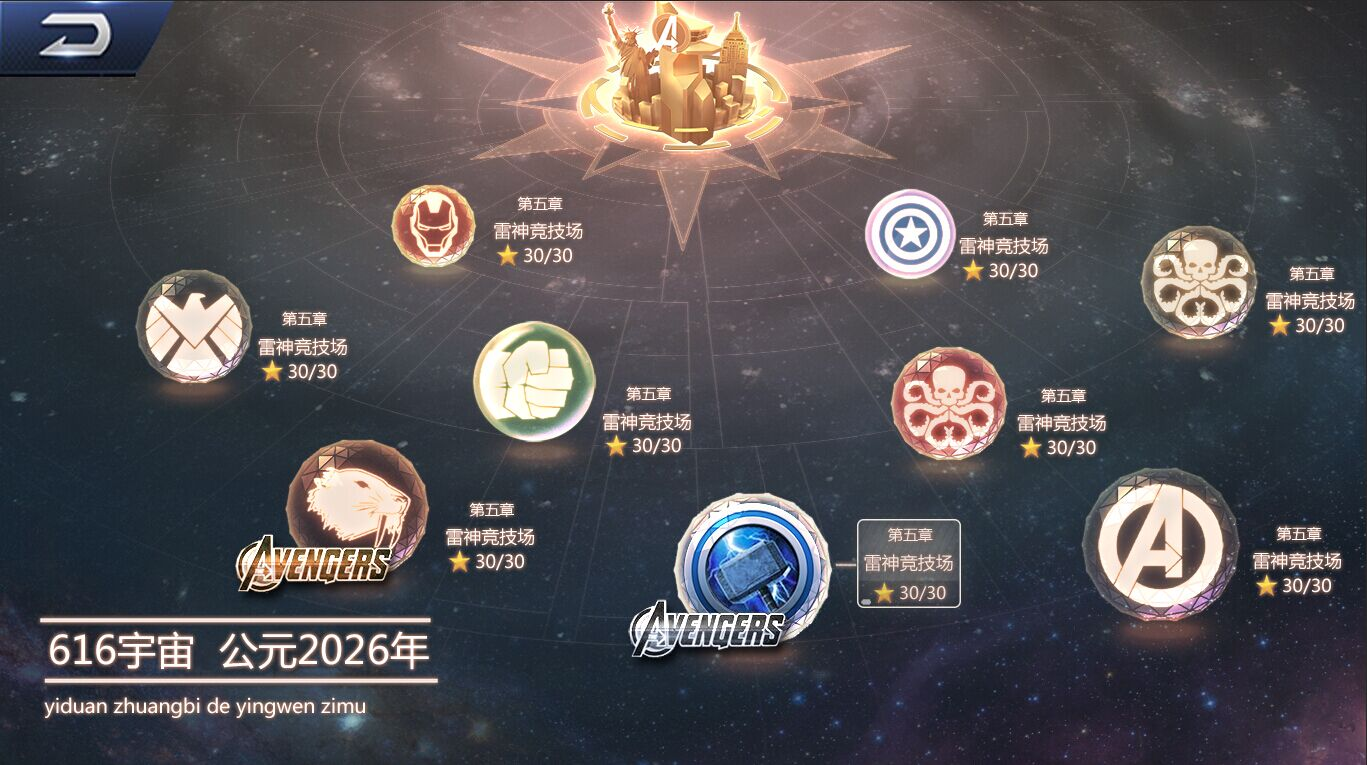 A
第五章
雷神竞技场
30/30
第五章
雷神竞技场
30/30
第五章
雷神竞技场
30/30
第五章
雷神竞技场
30/30
第五章
雷神竞技场
30/30
第五章
雷神竞技场
30/30
第五章
雷神竞技场
30/30
AVENGERS
第五章
雷神竞技场
30/30
AVENGERS
A
第五章
雷神竞技场
30/30
616宇宙 公元2026年
yiduan zhuangbi de yingwen zimu